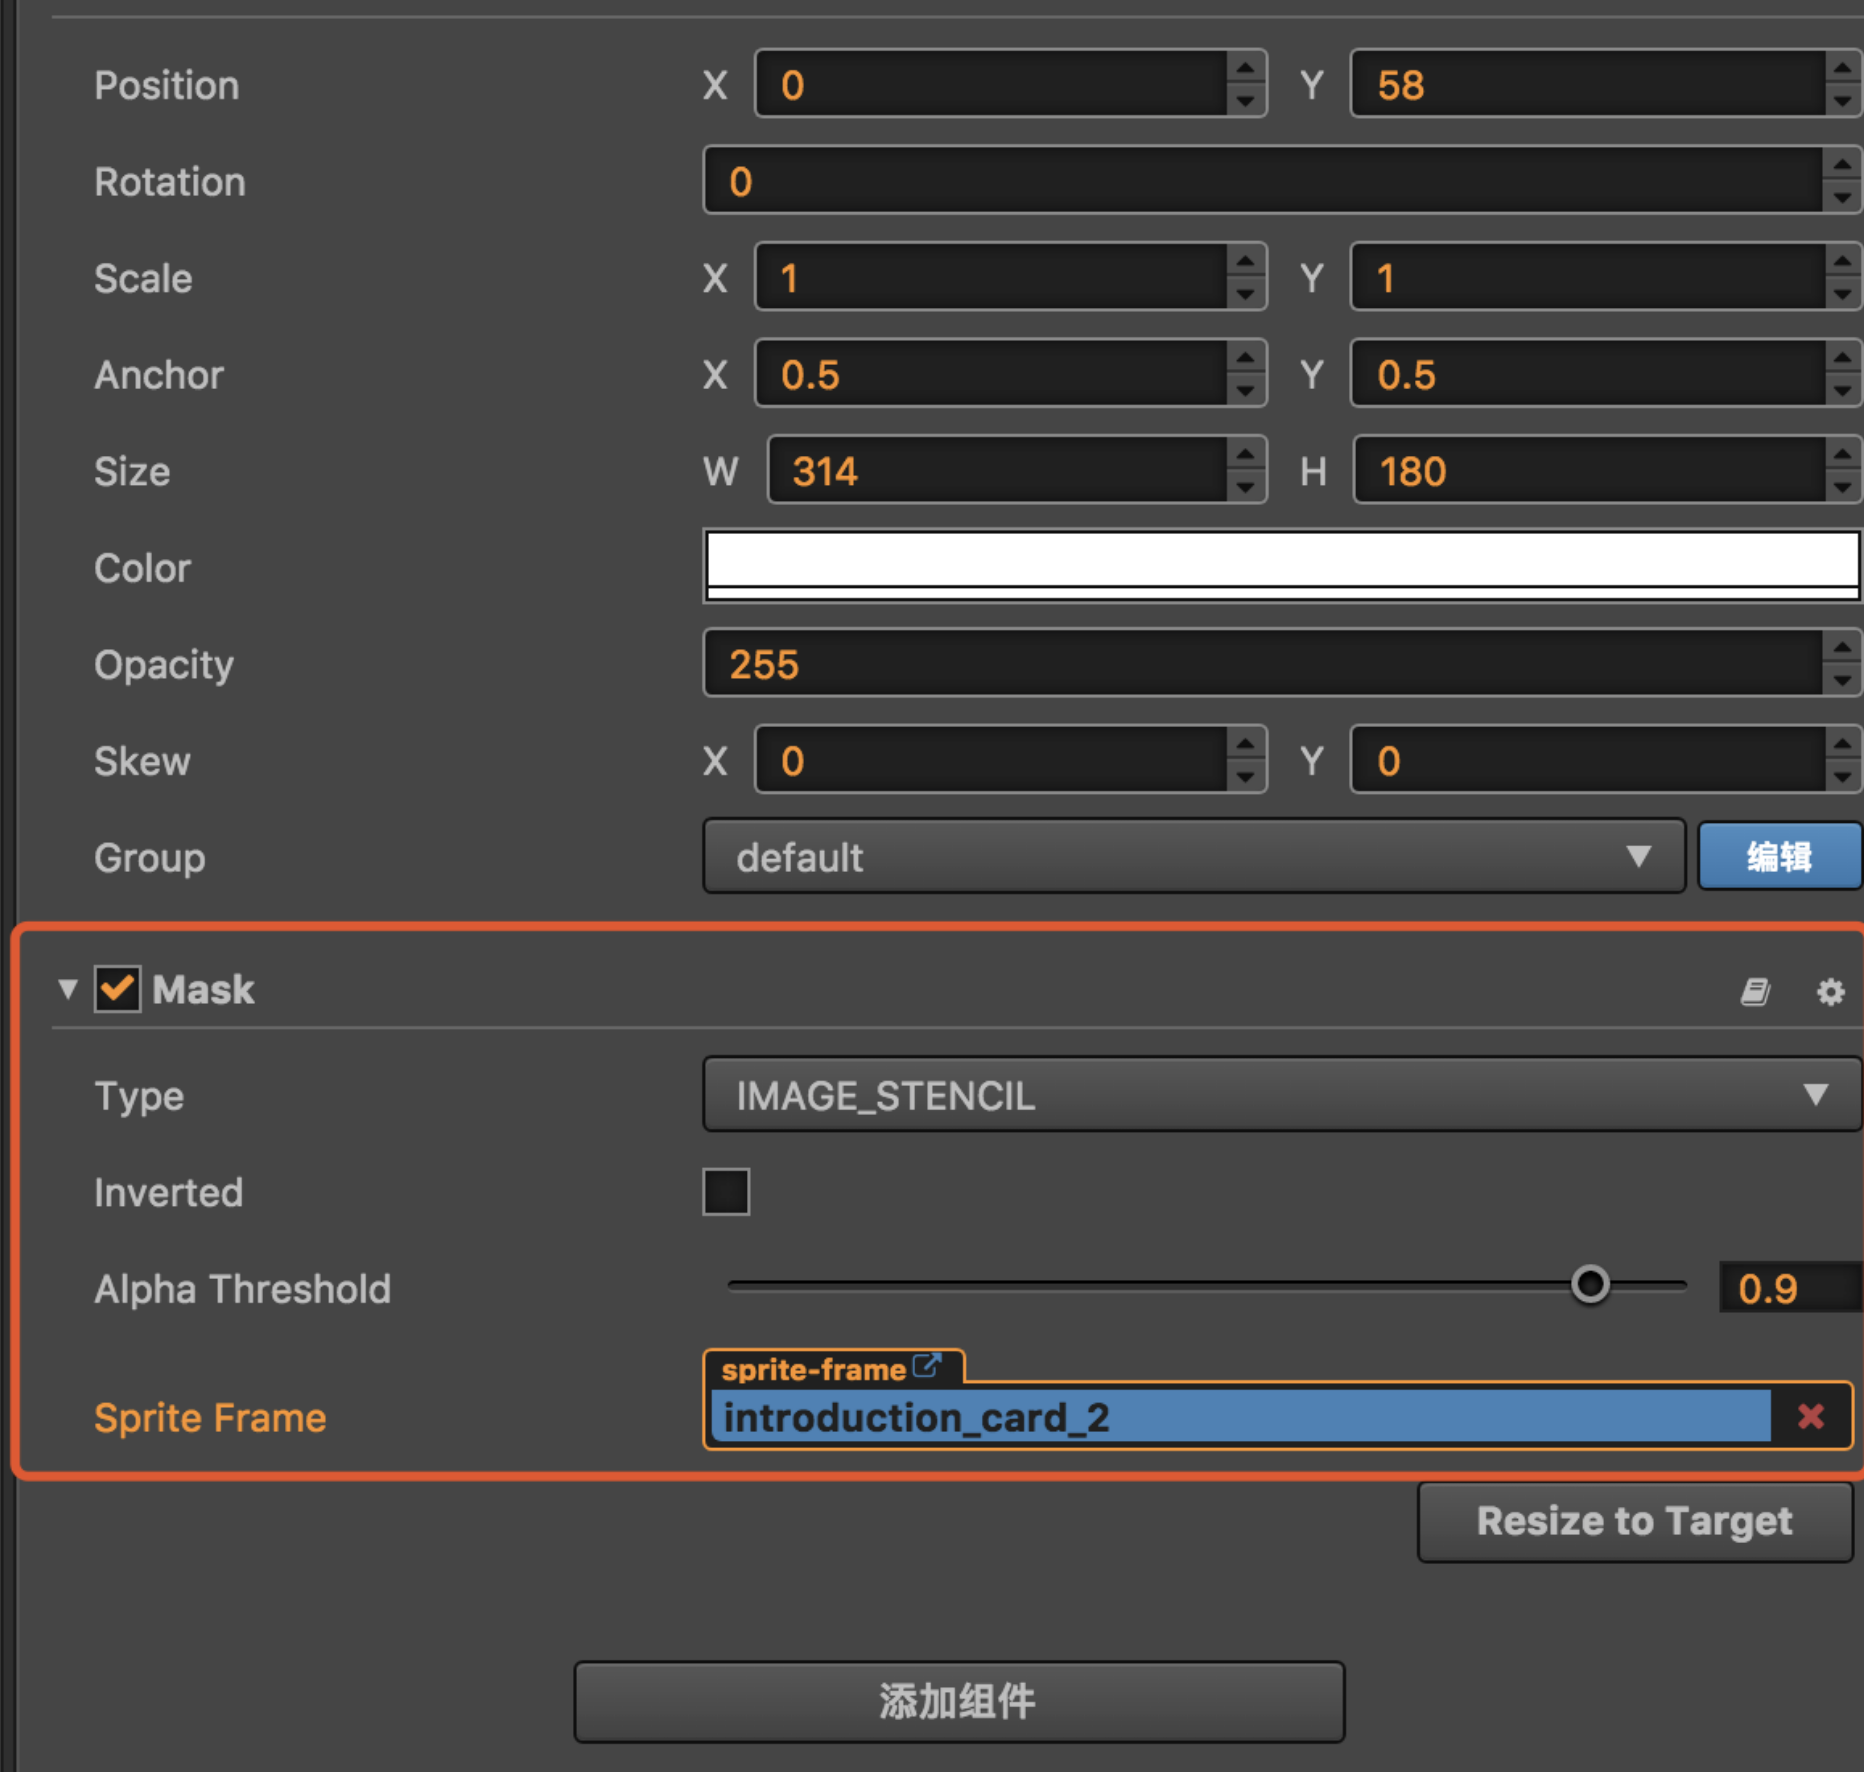 Position X 0 Y 58
Rotation 0
Scale X 1 Y 1
Anchor X 0.5 Y 0.5
Size W 314 H 180
Color
Opacity 255
Skew X 0 Y 0
Group default 编辑
Mask
Type IMAGE_STENCIL
Inverted
Alpha Threshold 0.9
sprite-frame
Sprite Frame introduction_card_2
Resize to Target
添加组件